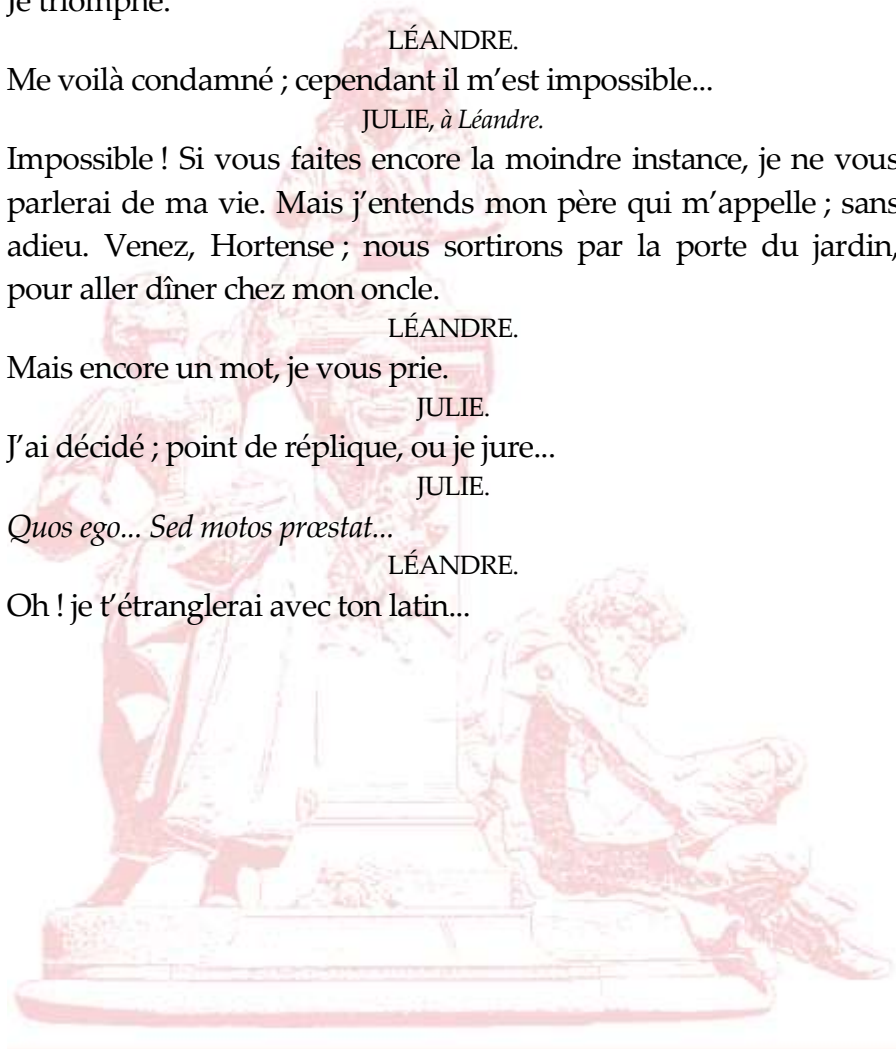 je triomphe.
LÉANDRE.
Me voilà condamné ; cependant il m’est impossible...
JULIE, à Léandre.
Impossible ! Si vous faites encore la moindre instance, je ne vous
parlerai de ma vie. Mais j’entends mon père qui m’appelle ; sans
adieu. Venez, Hortense ; nous sortirons par la porte du jardin,
pour aller dîner chez mon oncle.
LÉANDRE.
Mais encore un mot, je vous prie.
JULIE.
J’ai décidé ; point de réplique, ou je jure...
JULIE.
Quos ego... Sed motos prœstat...
LÉANDRE.
Oh ! je t’étranglerai avec ton latin...